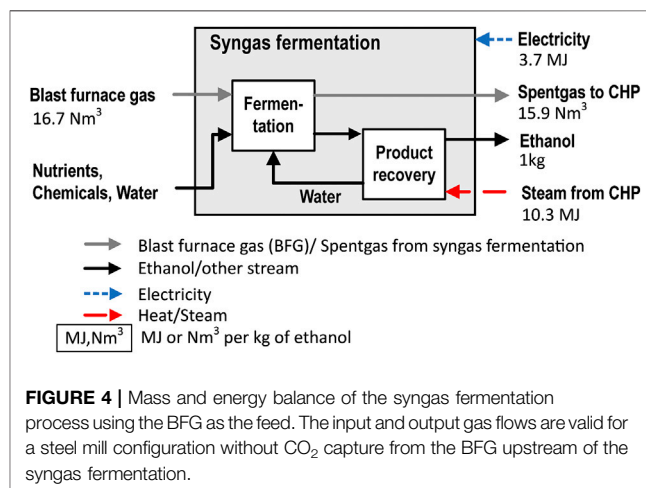 Syngas fermentation
Electricity
3.7 MJ
Blast furnace gas
16.7 Nm³
Fermen-
tation
Spentgas to CHP
15.9 Nm³
Ethanol
1kg
Product
recovery
Nutrients,
Chemicals, Water
Water
Steam from CHP
10.3 MJ
Blast furnace gas (BFG)/ Spentgas from syngas fermentation
Ethanol/other stream
Electricity
Heat/Steam
MJ,Nm³ MJ or Nm³ per kg of ethanol
FIGURE 4 | Mass and energy balance of the syngas fermentation
process using the BFG as the feed. The input and output gas flows are valid for
a steel mill configuration without CO₂ capture from the BFG upstream of the
syngas fermentation.